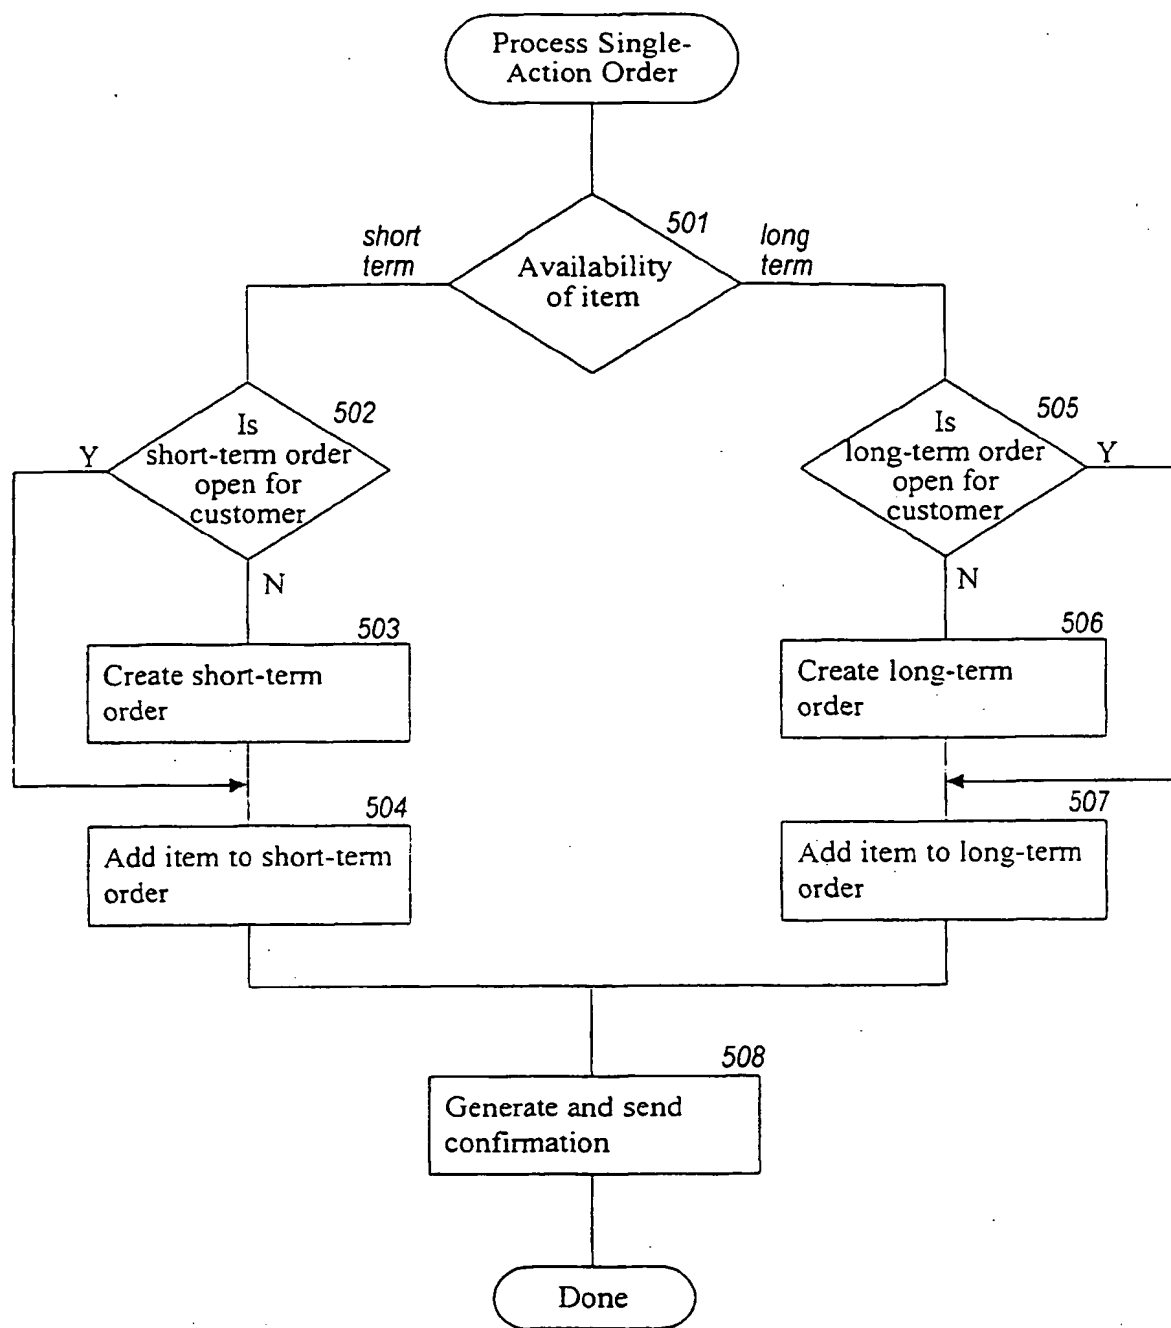 Process Single-
Action Order
501
short
term
long
term
Availability
of item
502
Is
short-term order
open for
customer
Y
N
505
Is
long-term order
open for
customer
Y
N
503
Create short-term
order
506
Create long-term
order
504
Add item to short-term
order
507
Add item to long-term
order
508
Generate and send
confirmation
Done